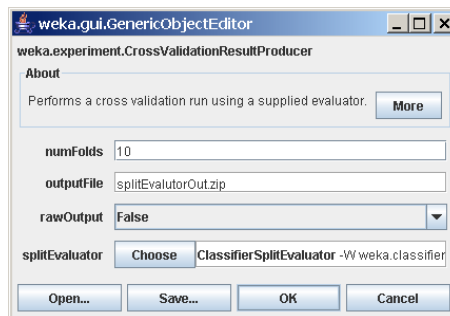 weka.gui.GenericObjectEditor
weka.experiment.CrossValidationResultProducer
About
Performs a cross validation run using a supplied evaluator. More
numFolds 10
outputFile splitEvalutorOut.zip
rawOutput False
splitEvaluator Choose ClassifierSplitEvaluator -W weka.classifier
Open... Save... OK Cancel